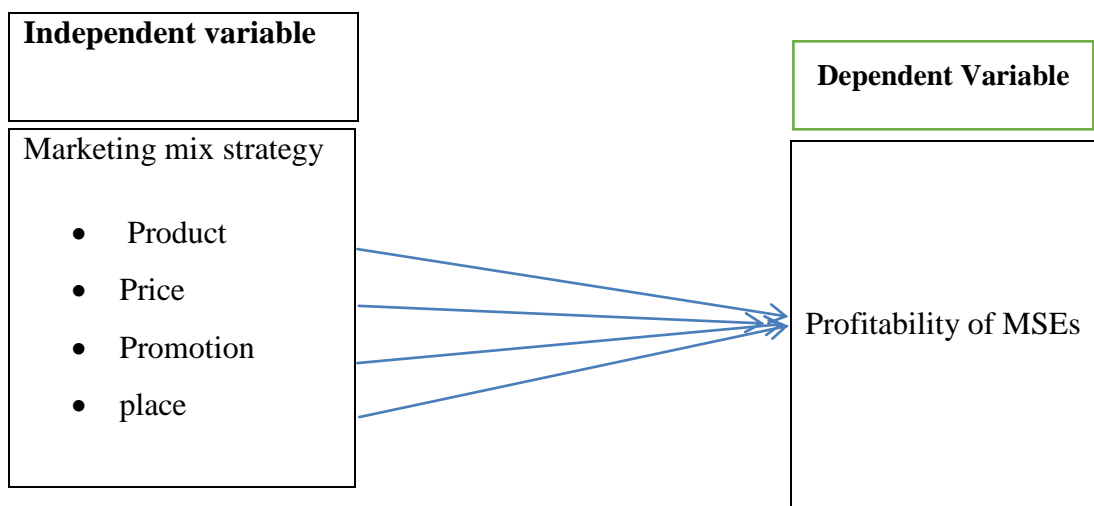 Independent variable
Dependent Variable
Marketing mix strategy
• Product
• Price
• Promotion
• place
Profitability of MSEs